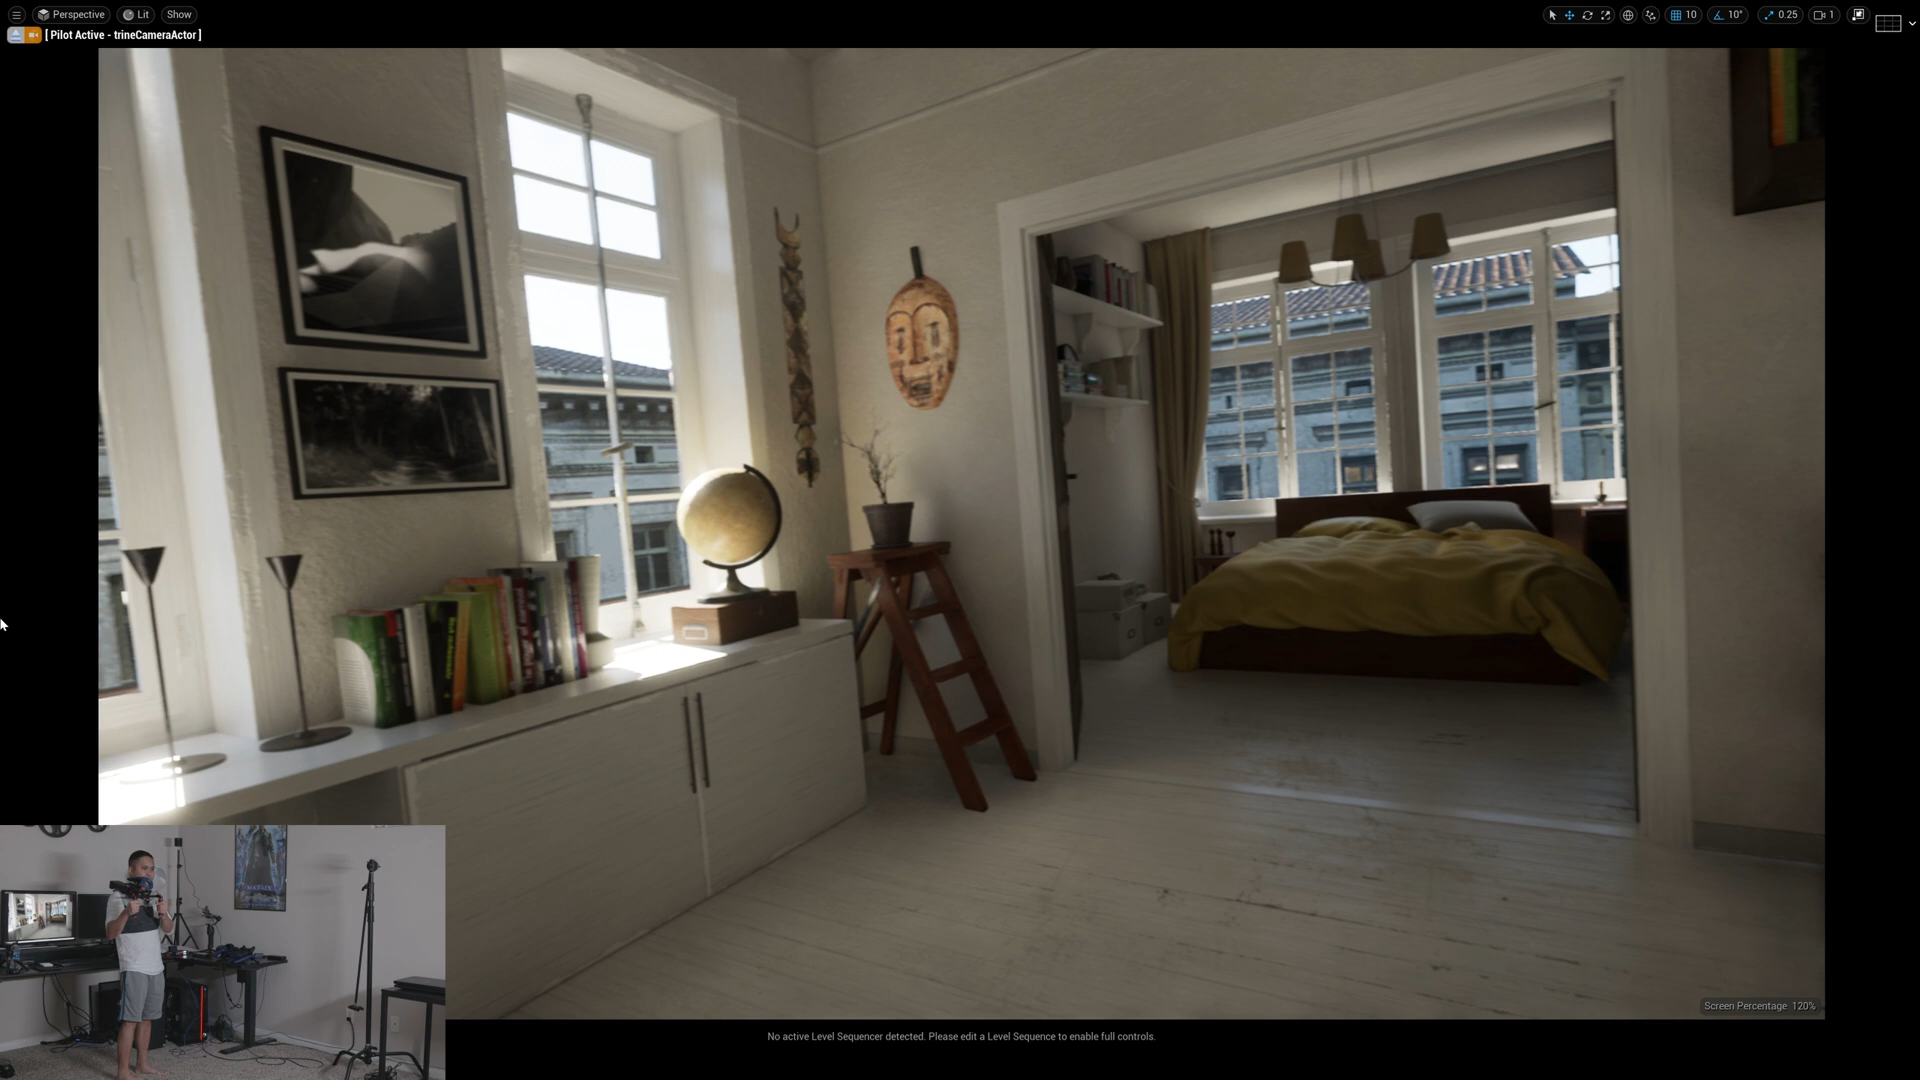 Perspective Lit Show 10 10° 0.25 1
[ Pilot Active - trineCameraActor ]
MATRIX
Screen Percentage 120%
No active Level Sequencer detected. Please edit a Level Sequence to enable full controls.